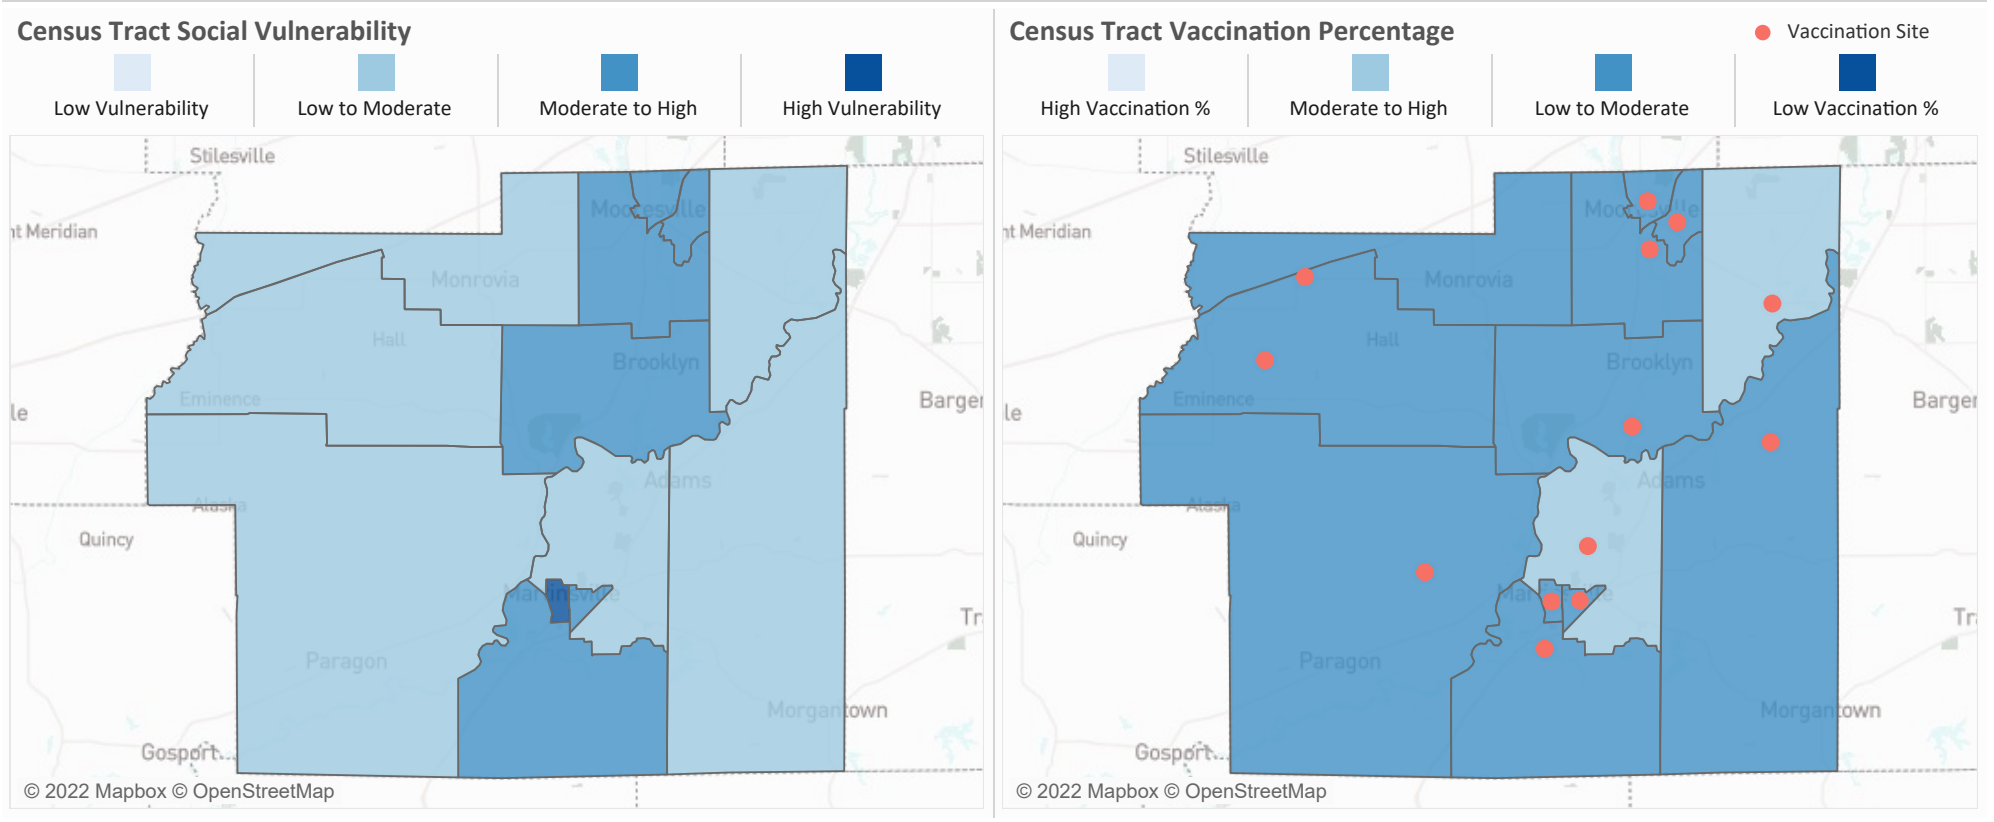 Census Tract Social Vulnerability
Low Vulnerability
Low to Moderate
Moderate to High
High Vulnerability
Stilesville
nt Meridian
Mooresville
Monrovia
Hall
Brooklyn
Eminence
le
Barger
Adams
Alaska
Quincy
Martinsville
Tr
Paragon
Morgantown
Gosport
© 2022 Mapbox © OpenStreetMap
Census Tract Vaccination Percentage
Vaccination Site
High Vaccination %
Moderate to High
Low to Moderate
Low Vaccination %
Stilesville
nt Meridian
Mooresville
Monrovia
Hall
Brooklyn
Eminence
le
Barger
Adams
Alaska
Quincy
Martinsville
Tr
Paragon
Morgantown
Gosport
© 2022 Mapbox © OpenStreetMap